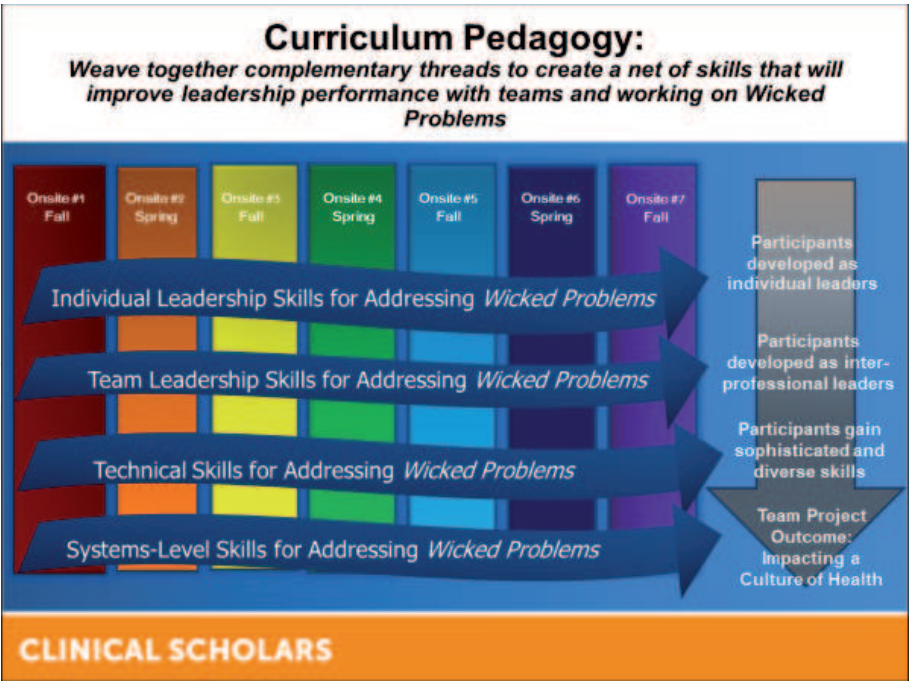 Curriculum Pedagogy:
Weave together complementary threads to create a net of skills that will
improve leadership performance with teams and working on Wicked
Problems
Onsite #1
Fall
Onsite #2
Spring
Onsite #3
Fall
Onsite #4
Spring
Onsite #5
Fall
Onsite #6
Spring
Onsite #7
Fall
Individual Leadership Skills for Addressing Wicked Problems
Team Leadership Skills for Addressing Wicked Problems
Technical Skills for Addressing Wicked Problems
Systems-Level Skills for Addressing Wicked Problems
Participants
developed as
individual leaders
Participants
developed as inter-
professional leaders
Participants gain
sophisticated and
diverse skills
Team Project
Outcome:
Impacting a
Culture of Health
CLINICAL SCHOLARS